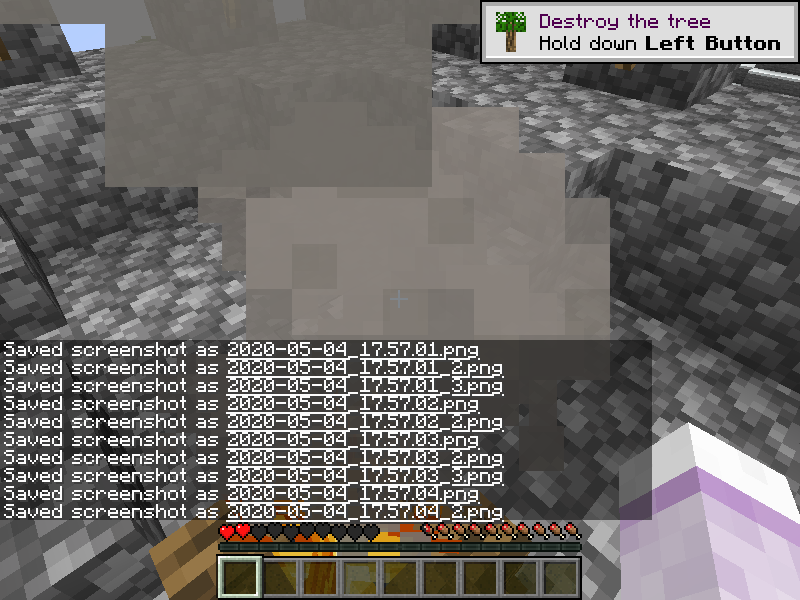 Destroy the tree
Hold down Left Button
Saved screenshot as 2020-05-04_17.57.01.png
Saved screenshot as 2020-05-04_17.57.01_2.png
Saved screenshot as 2020-05-04_17.57.01_3.png
Saved screenshot as 2020-05-04_17.57.02.png
Saved screenshot as 2020-05-04_17.57.02_2.png
Saved screenshot as 2020-05-04_17.57.03.png
Saved screenshot as 2020-05-04_17.57.03_2.png
Saved screenshot as 2020-05-04_17.57.03_3.png
Saved screenshot as 2020-05-04_17.57.04.png
Saved screenshot as 2020-05-04_17.57.04_2.png